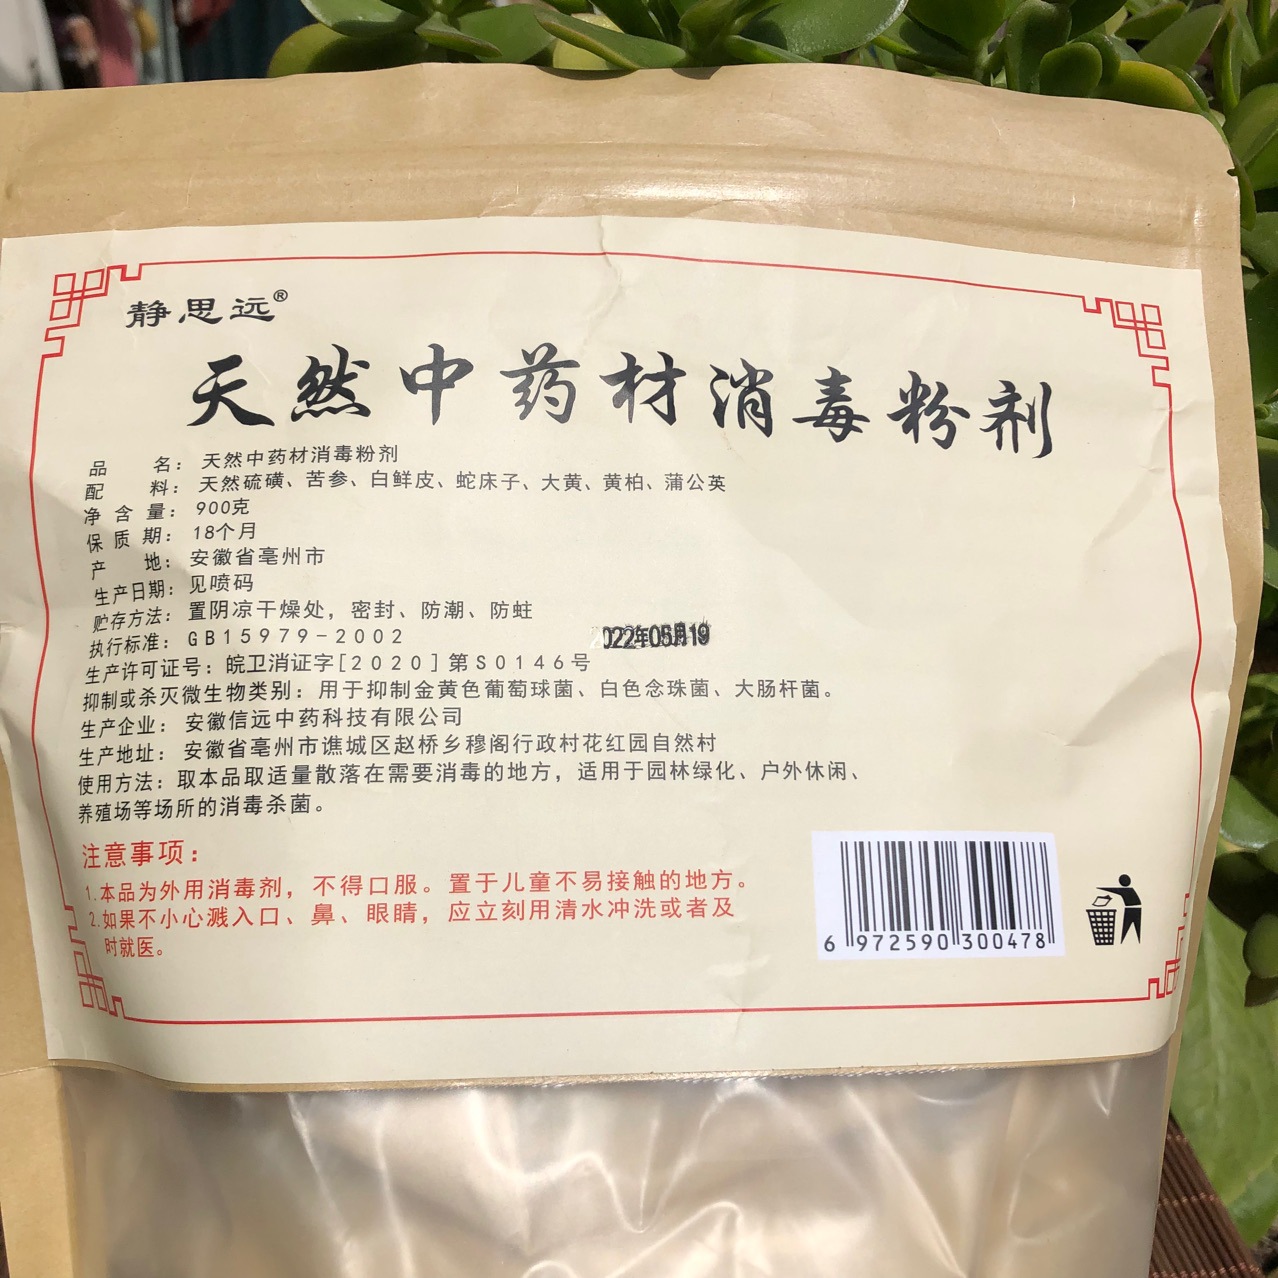 静思远®
天然中药材消毒粉剂
品 名：天然中药材消毒粉剂
配 料：天然硫磺、苦参、白鲜皮、蛇床子、大黄、黄柏、蒲公英
净含量：900克
保质期：18个月
产 地：安徽省亳州市
生产日期：见喷码
贮存方法：置阴凉干燥处，密封、防潮、防蛀
执行标准：GB15979-2002
2022年05月19
生产许可证号：皖卫消证字[2020]第S0146号
抑制或杀灭微生物类别：用于抑制金黄色葡萄球菌、白色念珠菌、大肠杆菌。
生产企业：安徽信远中药科技有限公司
生产地址：安徽省亳州市谯城区赵桥乡穆阁行政村花红园自然村
使用方法：取本品取适量散落在需要消毒的地方，适用于园林绿化、户外休闲、
养殖场等场所的消毒杀菌。
注意事项：
1.本品为外用消毒剂，不得口服。置于儿童不易接触的地方。
2.如果不小心溅入口、鼻、眼睛，应立刻用清水冲洗或者及
时就医。
6 972590 300478